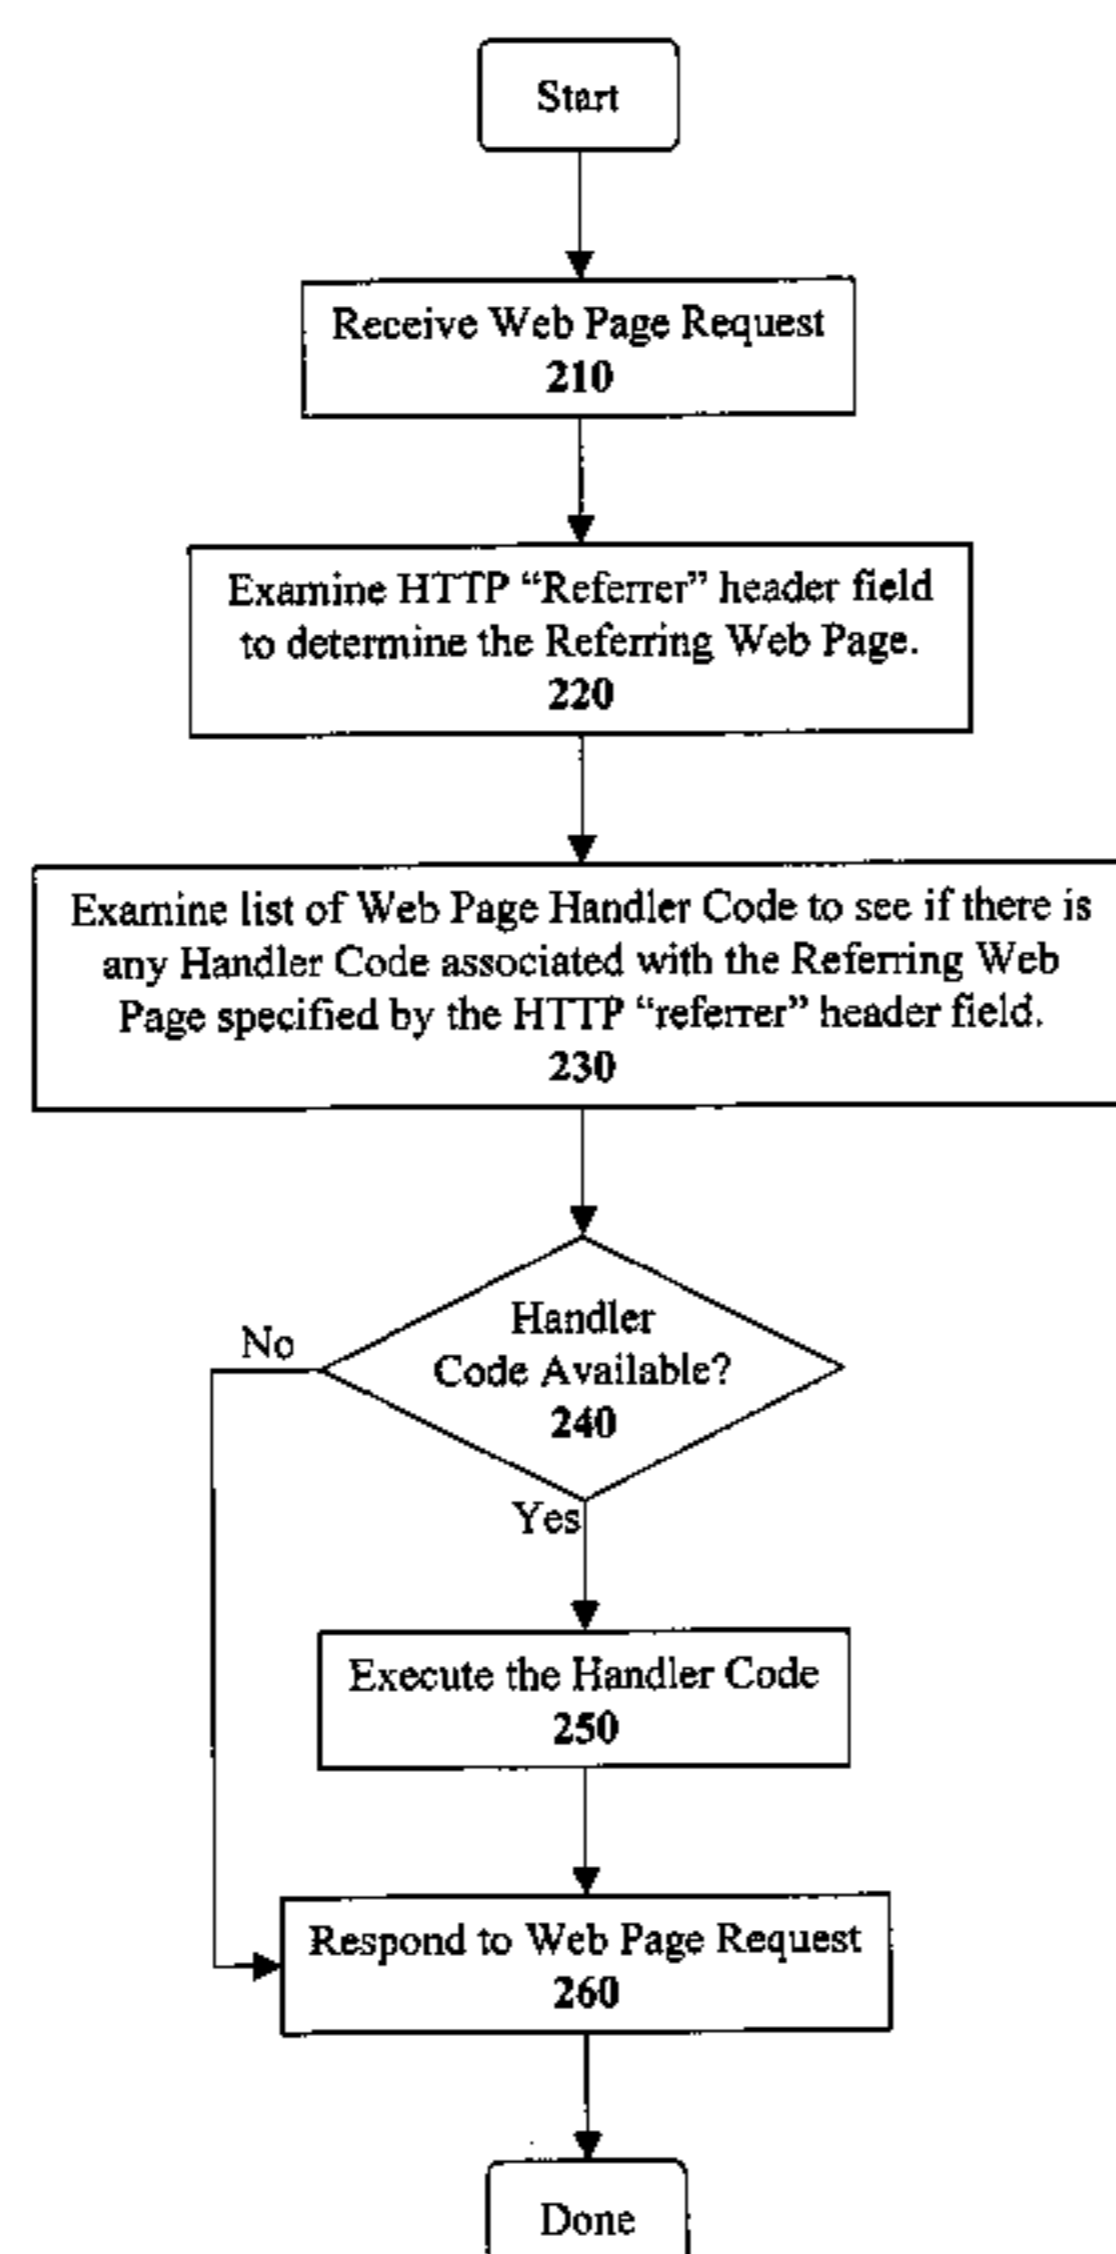 Start
Receive Web Page Request
210
Examine HTTP “Referrer” header field
to determine the Referring Web Page.
220
Examine list of Web Page Handler Code to see if there is
any Handler Code associated with the Referring Web
Page specified by the HTTP “referrer” header field.
230
Handler
Code Available?
240
No
Yes
Execute the Handler Code
250
Respond to Web Page Request
260
Done